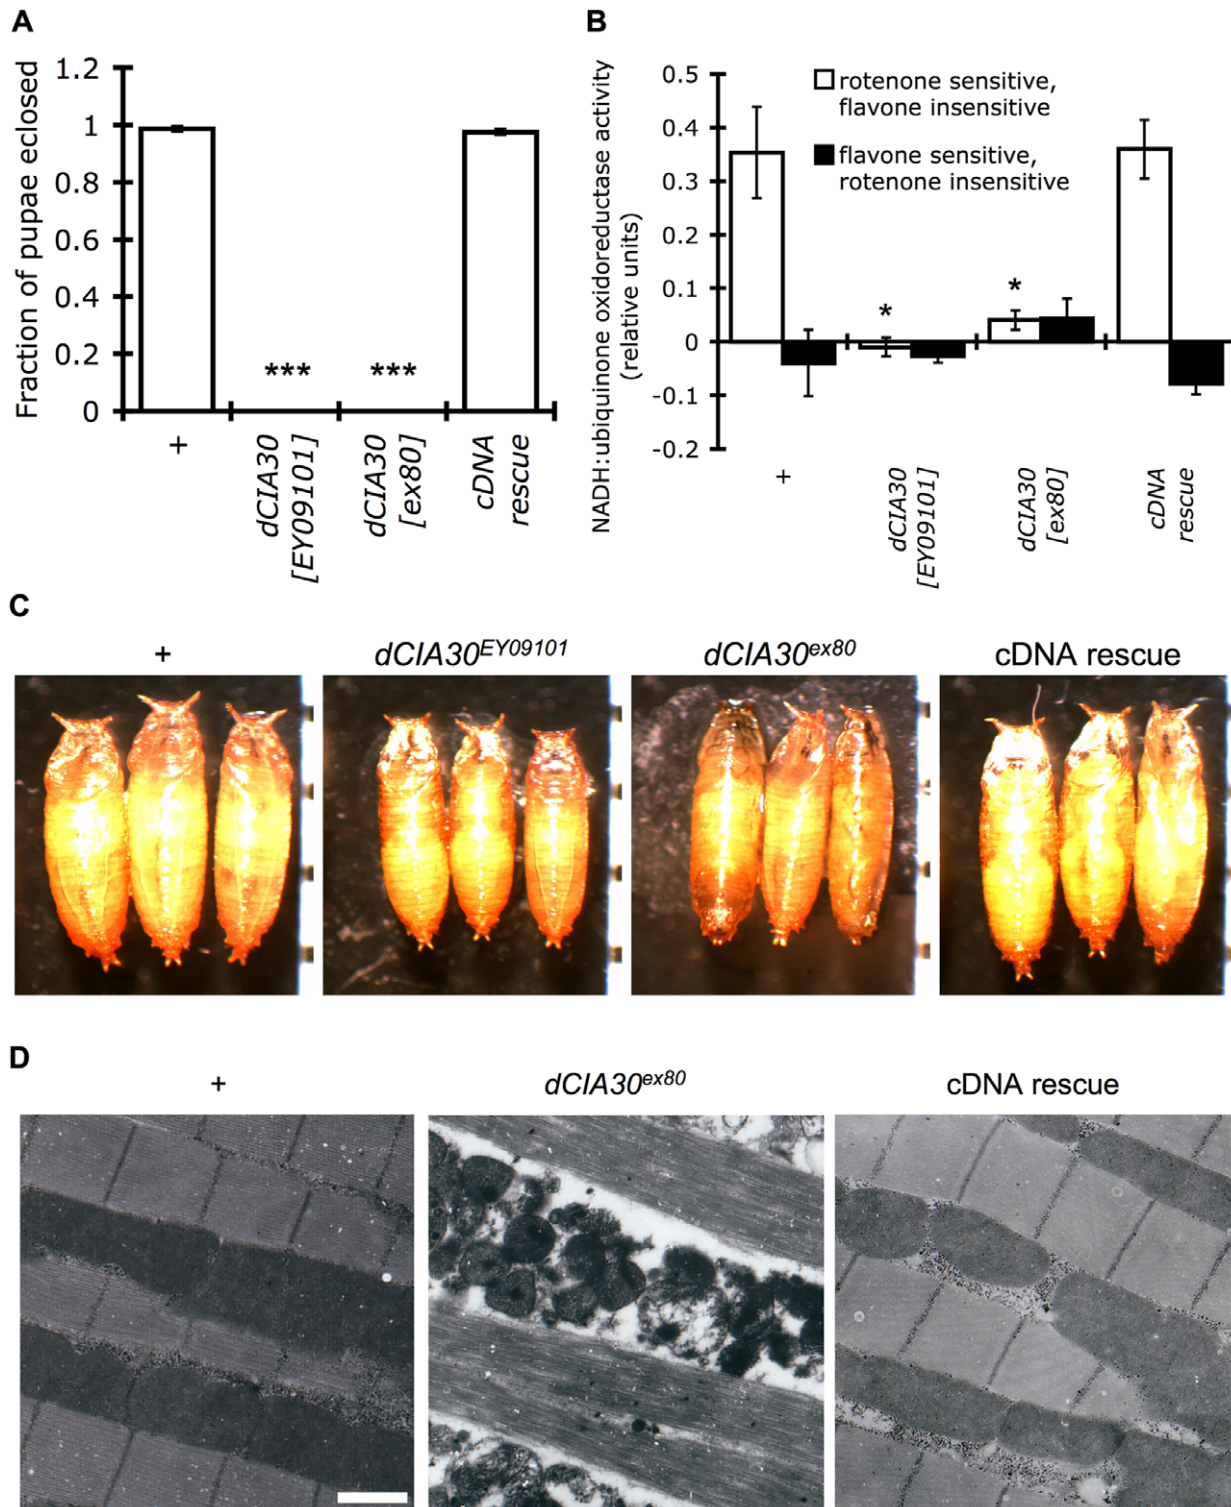 A
Fraction of pupae eclosed
1.2
1
0.8
0.6
0.4
0.2
0
***
***
+
dCIA30
[EY09101]
dCIA30
[ex80]
cDNA
rescue
B
NADH:ubiquinone oxidoreductase activity
(relative units)
0.5
0.4
0.3
0.2
0.1
0
-0.1
-0.2
rotenone sensitive,
flavone insensitive
flavone sensitive,
rotenone insensitive
*
*
+
dCIA30
[EY09101]
dCIA30
[ex80]
cDNA
rescue
C
+
dCIA30EY09101
dCIA30ex80
cDNA rescue
D
+
dCIA30ex80
cDNA rescue